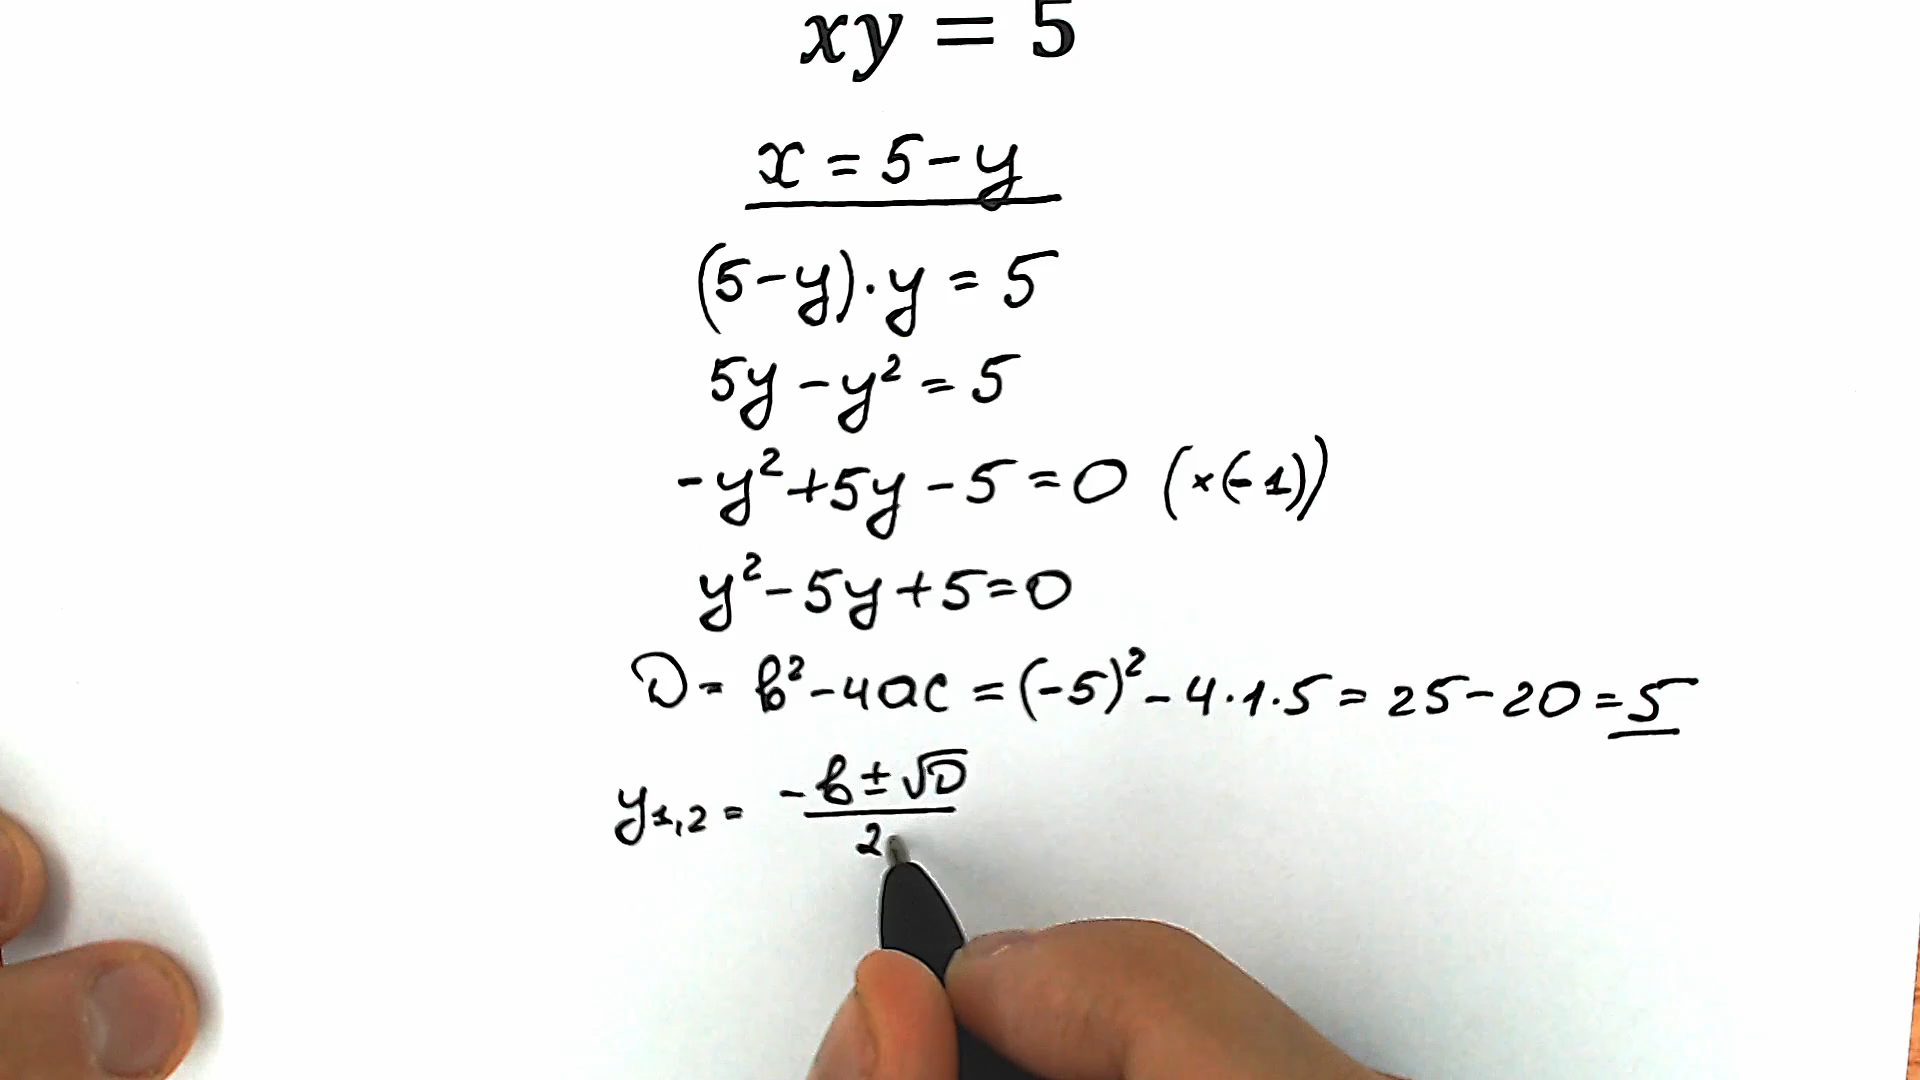 xy = 5
x = 5 - y
(5 - y) · y = 5
5y - y² = 5
- y² + 5y - 5 = 0 (×(-1))
y² - 5y + 5 = 0
D = b² - 4ac = (-5)² - 4 · 1 · 5 = 25 - 20 = 5
y₁,₂ = (-b ± √D) / 2